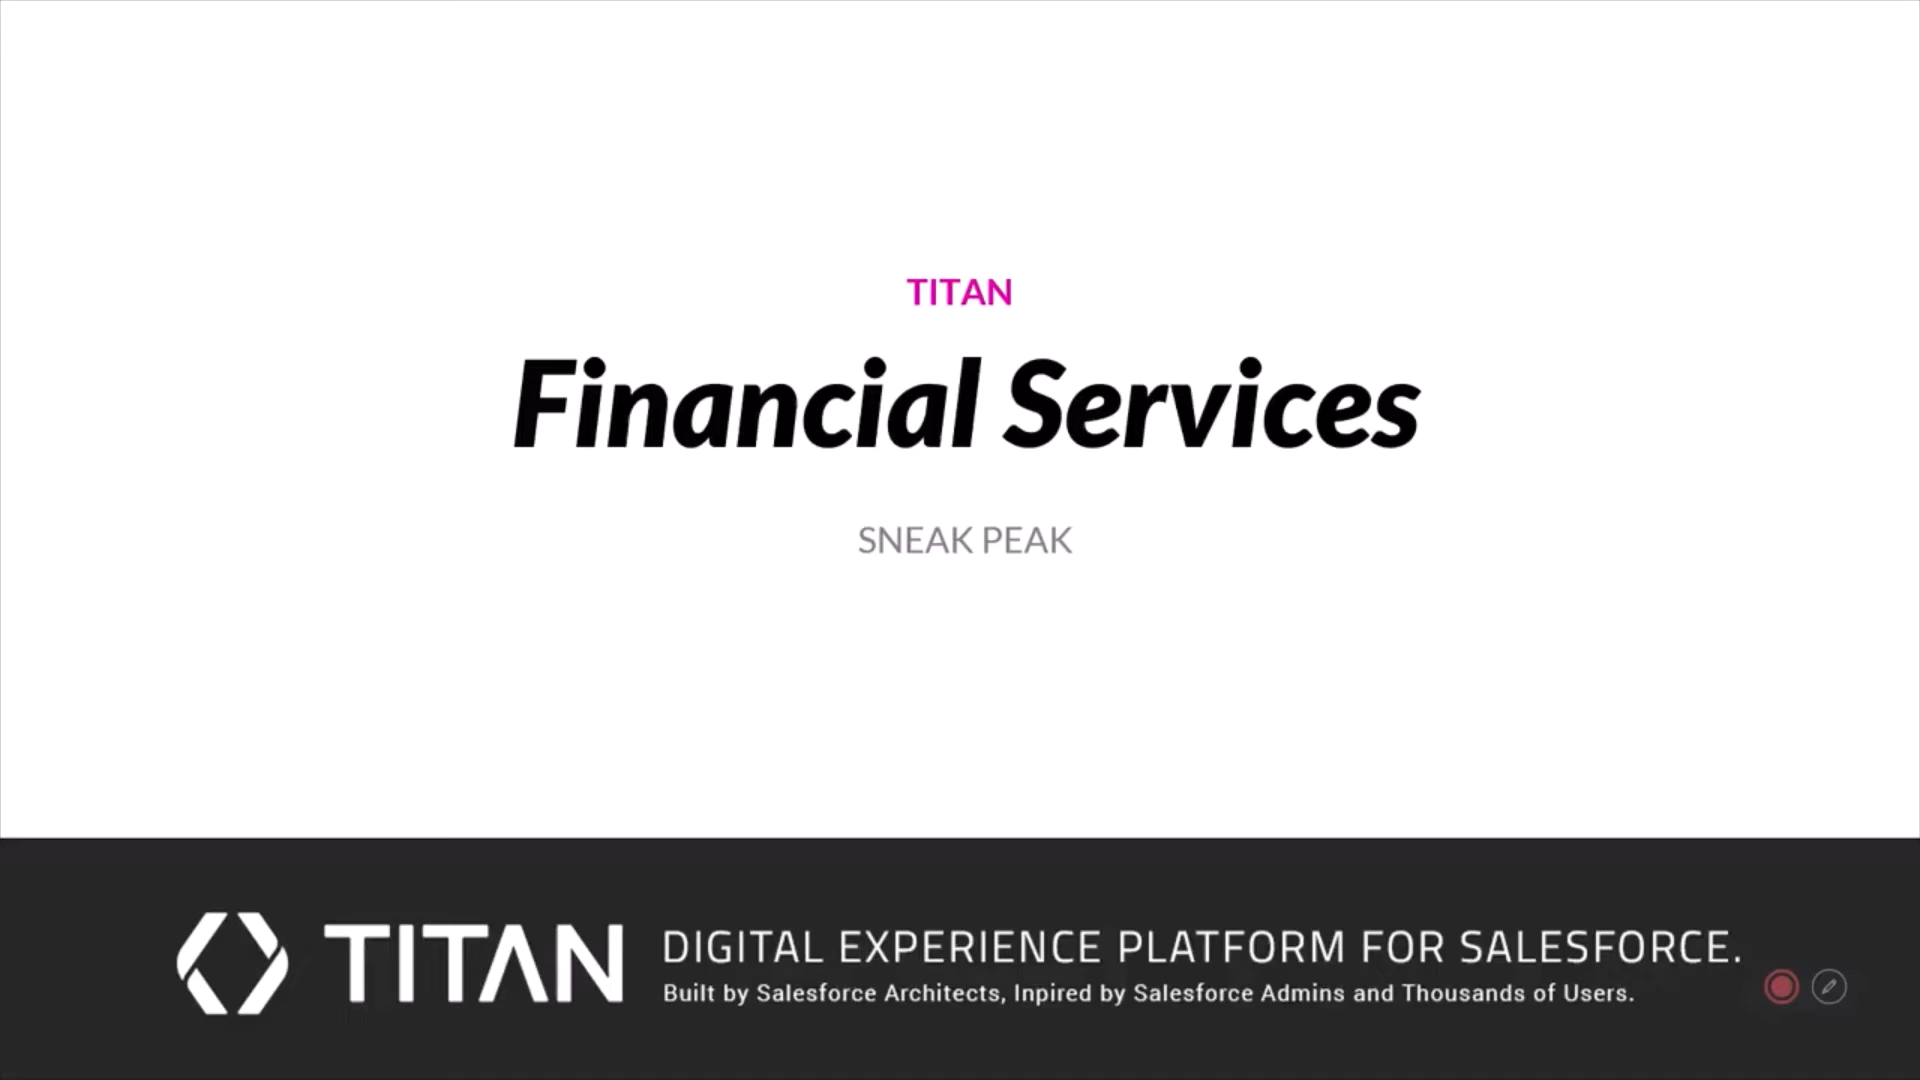 TITAN
Financial Services
SNEAK PEAK
TITAN
DIGITAL EXPERIENCE PLATFORM FOR SALESFORCE.
Built by Salesforce Architects, Inpired by Salesforce Admins and Thousands of Users.